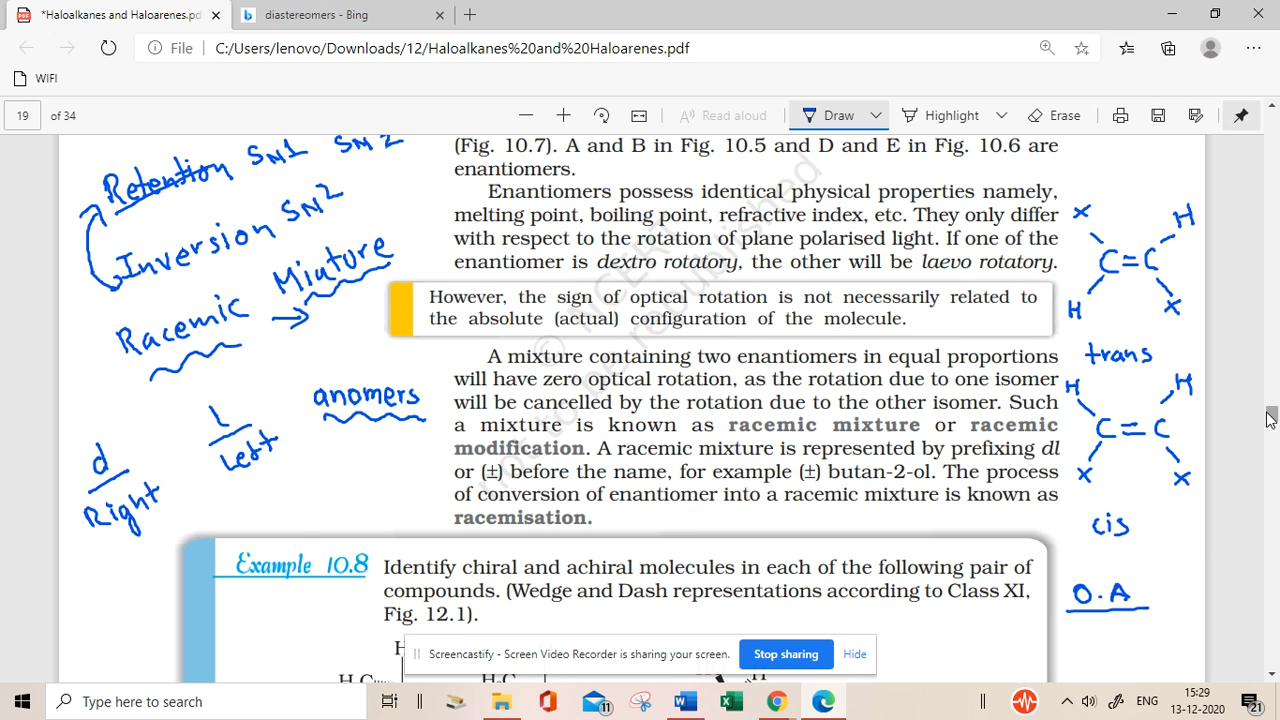 *Haloalkanes and Haloarenes.pd
diastereomers - Bing
File
C:/Users/lenovo/Downloads/12/Haloalkanes%20and%20Haloarenes.pdf
WIFI
19 of 34
Read aloud
Draw
Highlight
Erase
Retention SN1 SN2
Inversion SN2
Racemic → Mixture
anomers
d
Right
L
Left
(Fig. 10.7). A and B in Fig. 10.5 and D and E in Fig. 10.6 are
enantiomers.
Enantiomers possess identical physical properties namely,
melting point, boiling point, refractive index, etc. They only differ
with respect to the rotation of plane polarised light. If one of the
enantiomer is dextro rotatory, the other will be laevo rotatory.
However, the sign of optical rotation is not necessarily related to
the absolute (actual) configuration of the molecule.
A mixture containing two enantiomers in equal proportions
will have zero optical rotation, as the rotation due to one isomer
will be cancelled by the rotation due to the other isomer. Such
a mixture is known as racemic mixture or racemic
modification. A racemic mixture is represented by prefixing dl
or (±) before the name, for example (±) butan-2-ol. The process
of conversion of enantiomer into a racemic mixture is known as
racemisation.
© NCERT
not to be republished
X H
C=C
H X
trans
H H
C=C
X X
cis
O.A
Example 10.8
Identify chiral and achiral molecules in each of the following pair of
compounds. (Wedge and Dash representations according to Class XI,
Fig. 12.1).
H
H
Screencastify - Screen Video Recorder is sharing your screen.
Stop sharing
Hide
Type here to search
11
ENG
15:29
13-12-2020
21